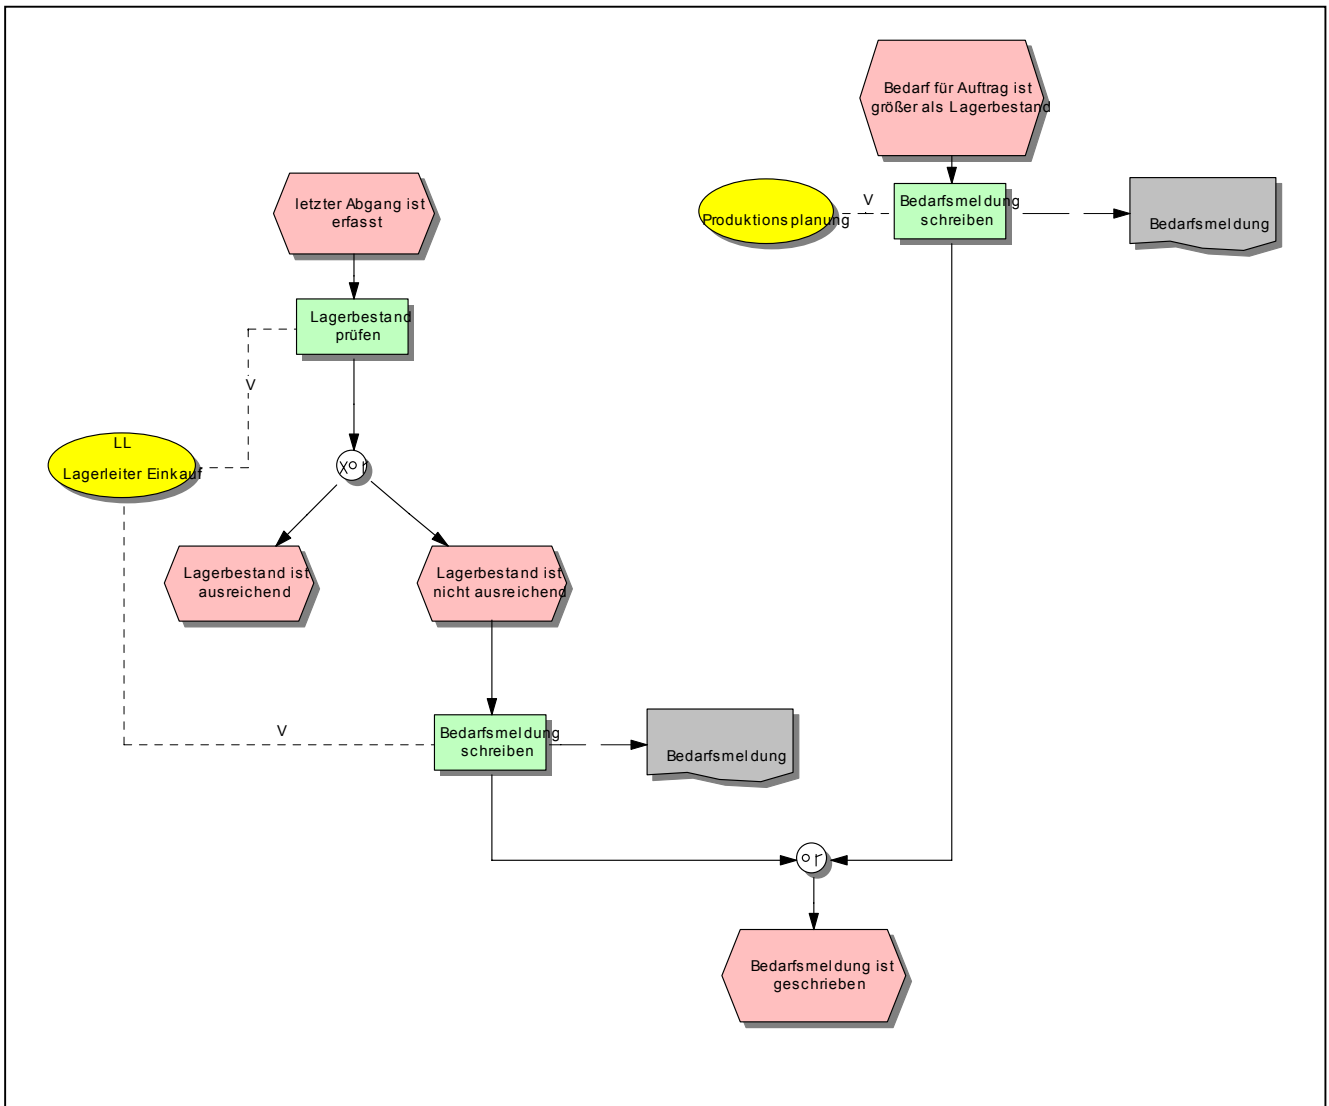 Bedarf für Auftrag ist
größer als Lagerbestand
letzter Abgang ist
erfasst
Produktionsplanung
V
Bedarfsmeldung
schreiben
Bedarfsmeldung
Lagerbestand
prüfen
V
LL
Lagerleiter Einkauf
xor
Lagerbestand ist
ausreichend
Lagerbestand ist
nicht ausreichend
V
Bedarfsmeldung
schreiben
Bedarfsmeldung
or
Bedarfsmeldung ist
geschrieben